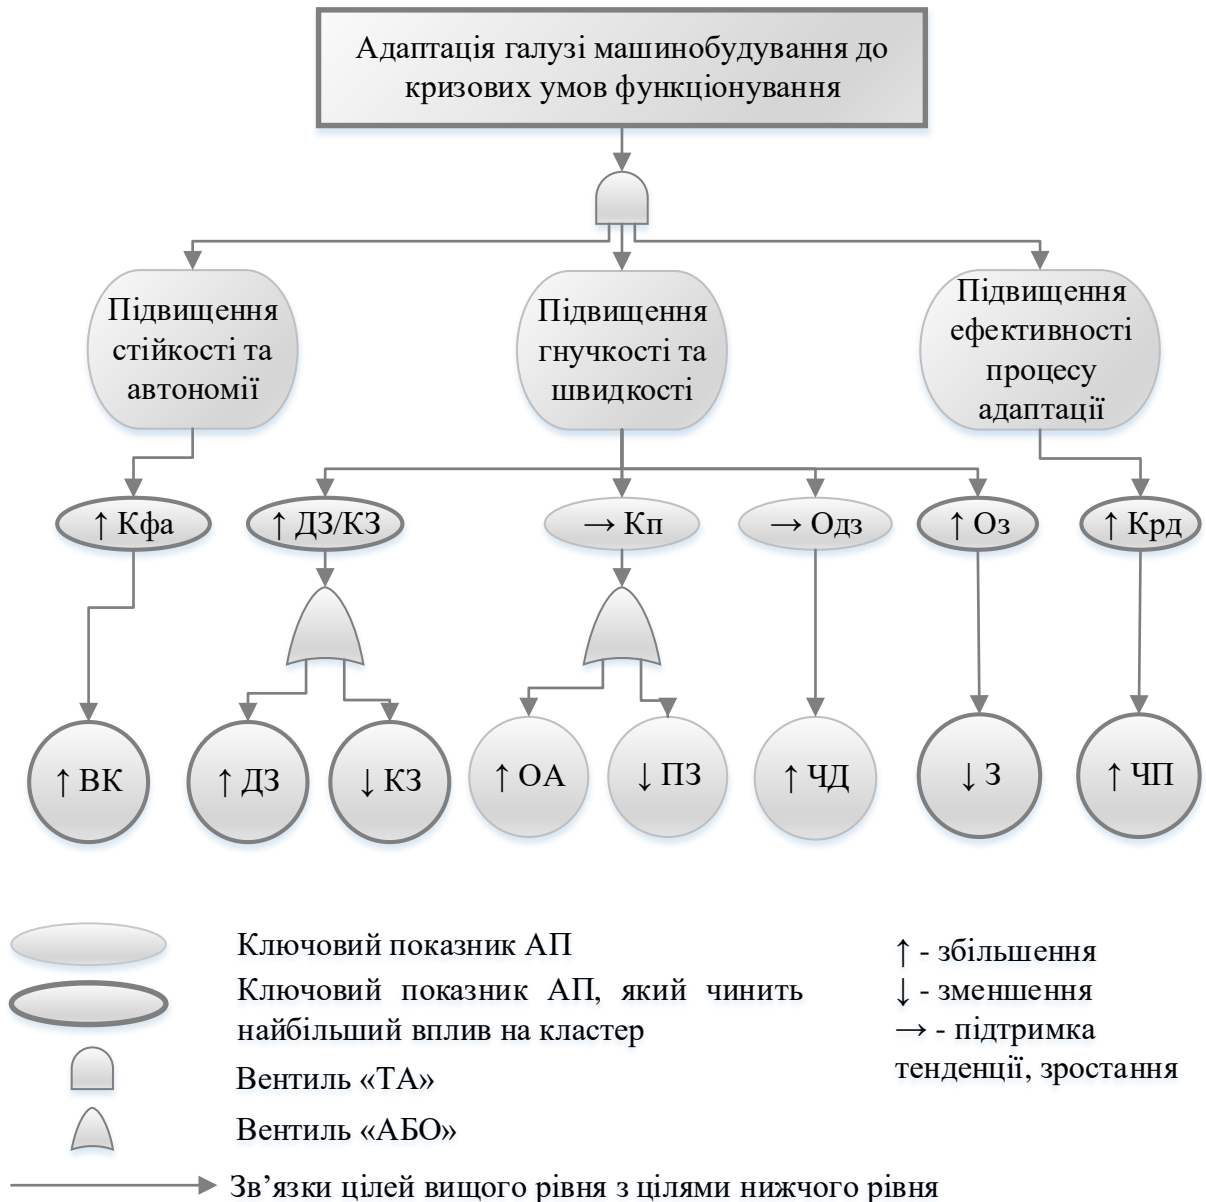 Адаптація галузі машинобудування до
кризових умов функціонування
Підвищення
стійкості та
автономії
Підвищення
гнучкості та
швидкості
Підвищення
ефективності
процесу
адаптації
↑ Кфа
↑ ДЗ/КЗ
→ Кп
→ Одз
↑ Оз
↑ Крд
↑ ВК
↑ ДЗ
↓ КЗ
↑ ОА
↓ ПЗ
↑ ЧД
↓ З
↑ ЧП
Ключовий показник АП
Ключовий показник АП, який чинить
найбільший вплив на кластер
Вентиль «ТА»
Вентиль «АБО»
Зв’язки цілей вищого рівня з цілями нижчого рівня
↑ - збільшення
↓ - зменшення
→ - підтримка
тенденції, зростання